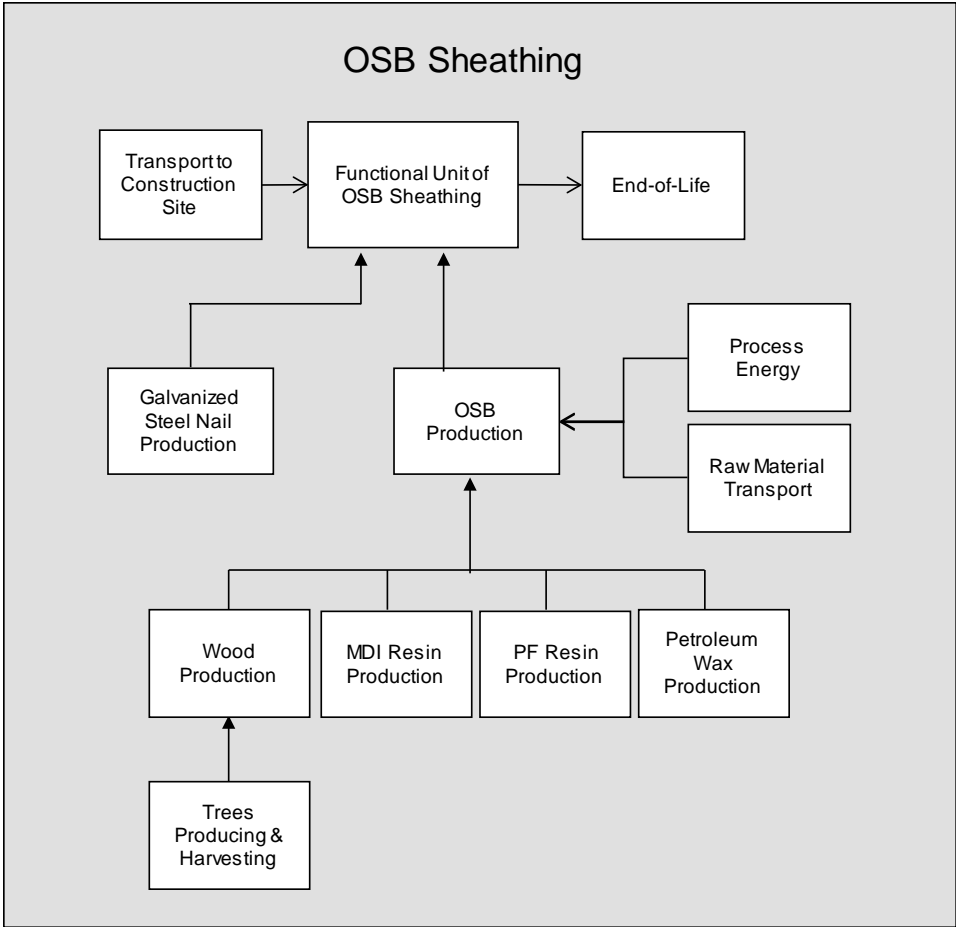 OSB Sheathing
Transport to
Construction
Site
Functional Unit of
OSB Sheathing
End-of-Life
Galvanized
Steel Nail
Production
OSB
Production
Process
Energy
Raw Material
Transport
Wood
Production
MDI Resin
Production
PF Resin
Production
Petroleum
Wax
Production
Trees
Producing &
Harvesting